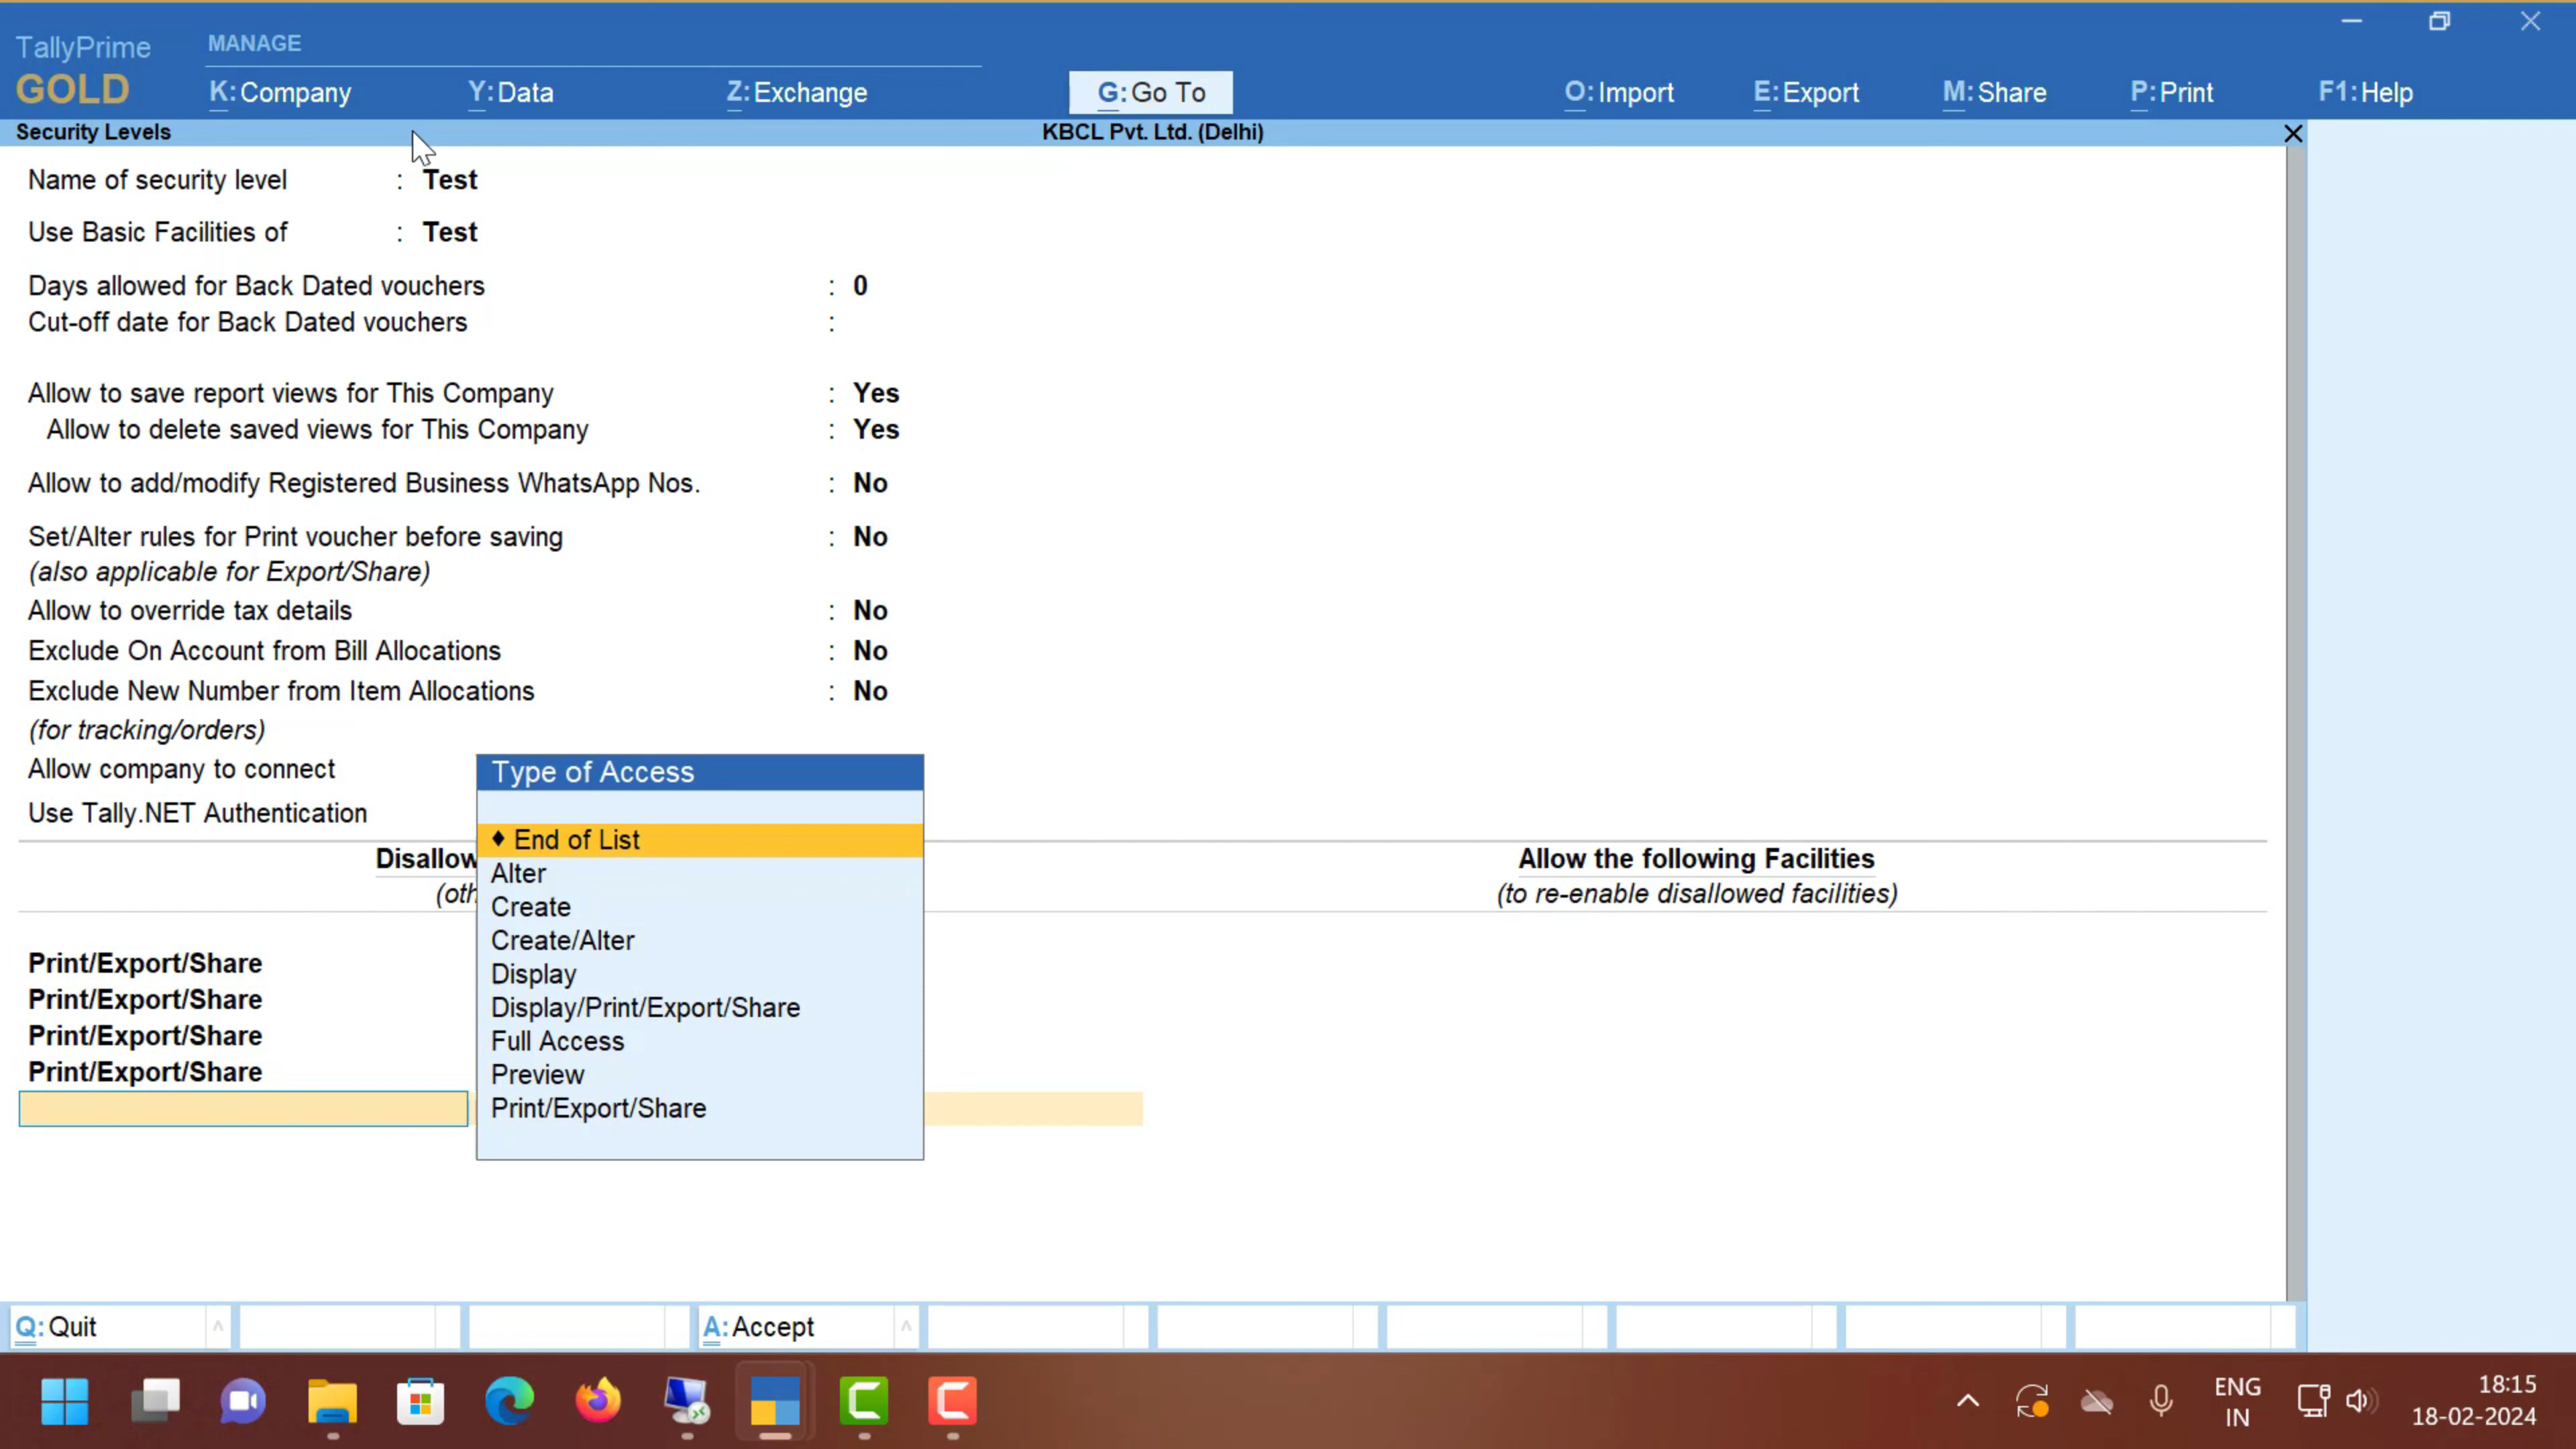 TallyPrime
GOLD
MANAGE
K: Company
Y: Data
Z: Exchange
G: Go To
O: Import
E: Export
M: Share
P: Print
F1: Help
Security Levels
KBCL Pvt. Ltd. (Delhi)
Name of security level : Test
Use Basic Facilities of : Test
Days allowed for Back Dated vouchers : 0
Cut-off date for Back Dated vouchers :
Allow to save report views for This Company : Yes
Allow to delete saved views for This Company : Yes
Allow to add/modify Registered Business WhatsApp Nos. : No
Set/Alter rules for Print voucher before saving : No
(also applicable for Export/Share)
Allow to override tax details : No
Exclude On Account from Bill Allocations : No
Exclude New Number from Item Allocations : No
(for tracking/orders)
Allow company to connect
Use Tally.NET Authentication
Type of Access
♦ End of List
Alter
Create
Create/Alter
Display
Display/Print/Export/Share
Full Access
Preview
Print/Export/Share
Allow the following Facilities
(to re-enable disallowed facilities)
Print/Export/Share
Print/Export/Share
Print/Export/Share
Print/Export/Share
Q: Quit
A: Accept
ENG
IN
18:15
18-02-2024